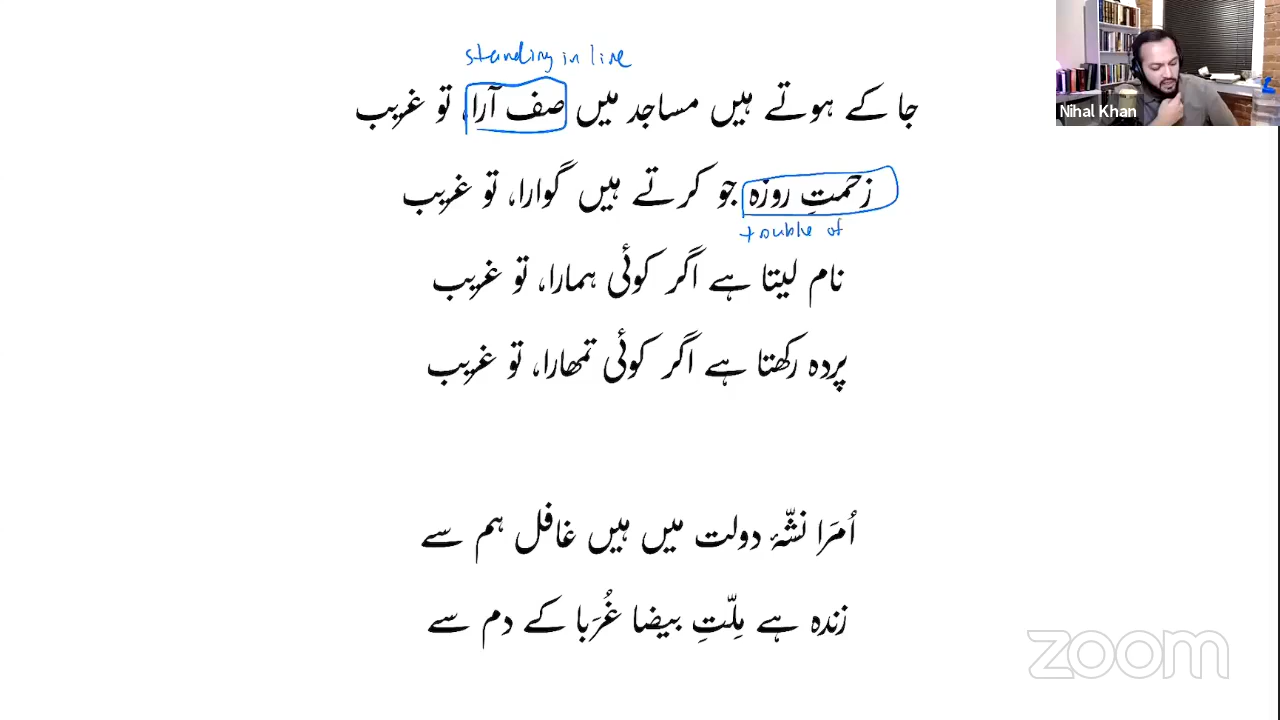 standing in line
جا کے ہوتے ہیں مساجد میں صف آرا، تو غریب
زحمتِ روزہ جو کرتے ہیں گوارا، تو غریب
trouble of
نام لیتا ہے اگر کوئی ہمارا، تو غریب
پردہ رکھتا ہے اگر کوئی تمھارا، تو غریب
اُمَرا نشّۂ دولت میں ہیں غافل ہم سے
زندہ ہے مِلّتِ بیضا غُرَبا کے دم سے
Nihal Khan
zoom